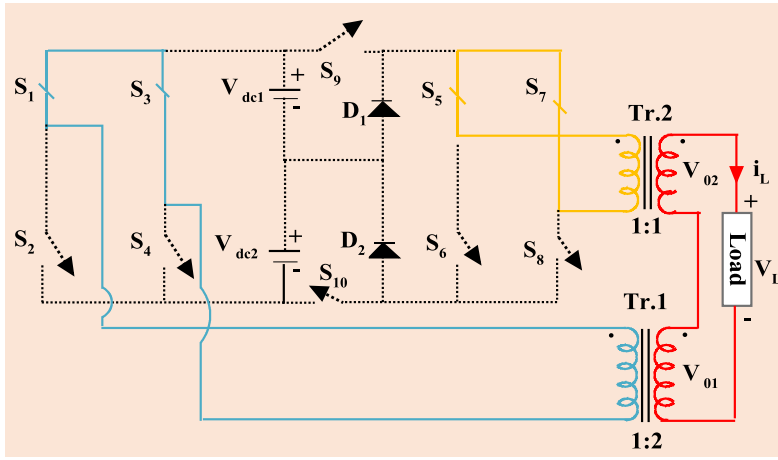 S9
S1
S3
Vdc1
+
-
D1
S5
S7
Tr.2
V02
iL
1:1
+
S2
S4
Vdc2
+
-
D2
S6
S8
Load
VL
S10
Tr.1
-
V01
1:2